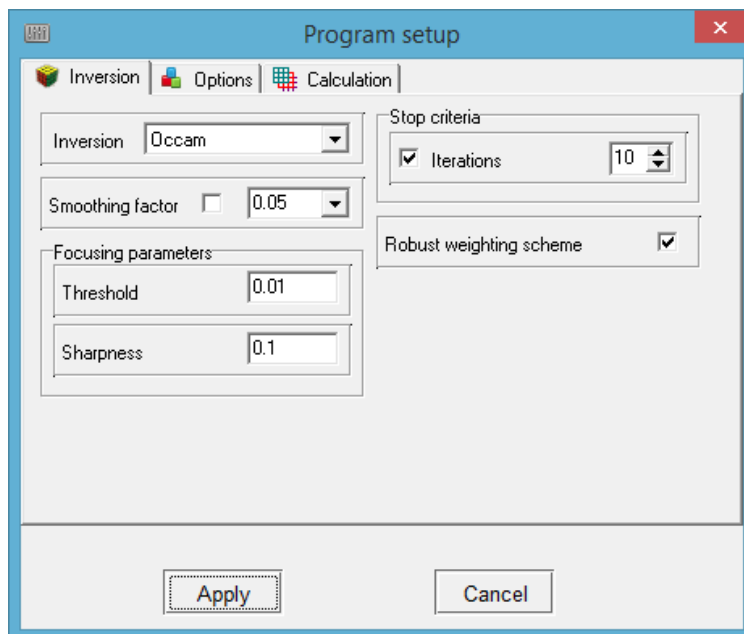 Program setup
Inversion Options Calculation
Inversion Occam
Smoothing factor 0.05
Focusing parameters
Threshold 0.01
Sharpness 0.1
Stop criteria
Iterations 10
Robust weighting scheme
Apply Cancel